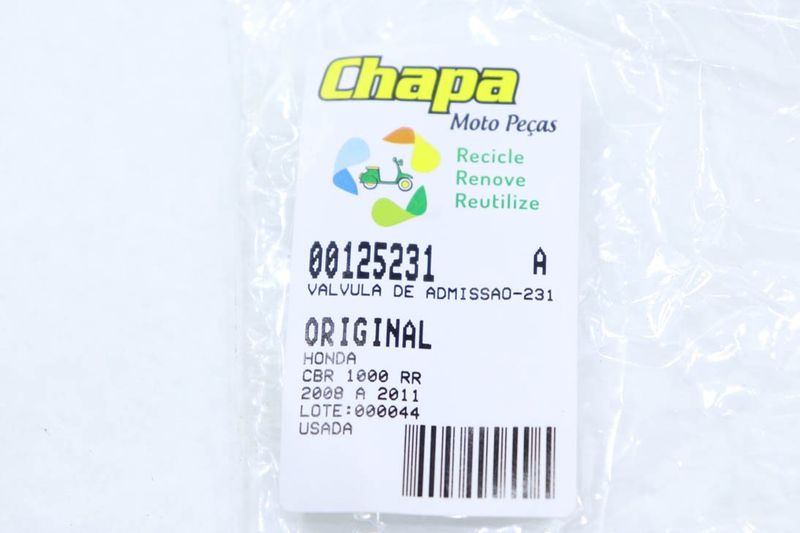 Chapa
Moto Peças
Recicle
Renove
Reutilize
00125231 A
VALVULA DE ADMISSAO-231
ORIGINAL
HONDA
CBR 1000 RR
2008 A 2011
LOTE:000044
USADA